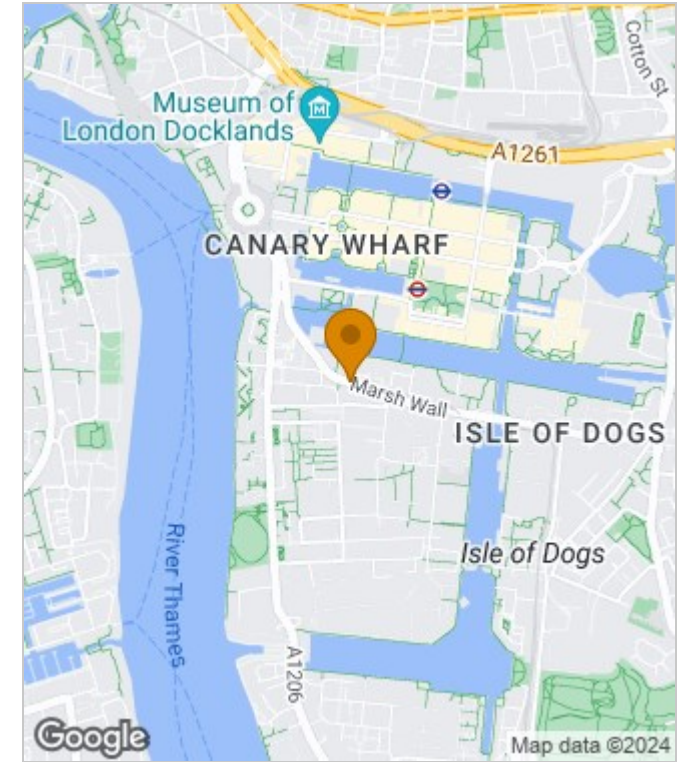 Cotton St
Museum of
London Docklands
M
A1261
CANARY WHARF
Marsh Wall
ISLE OF DOGS
Isle of Dogs
River Thames
A1206
Google
Map data ©2024